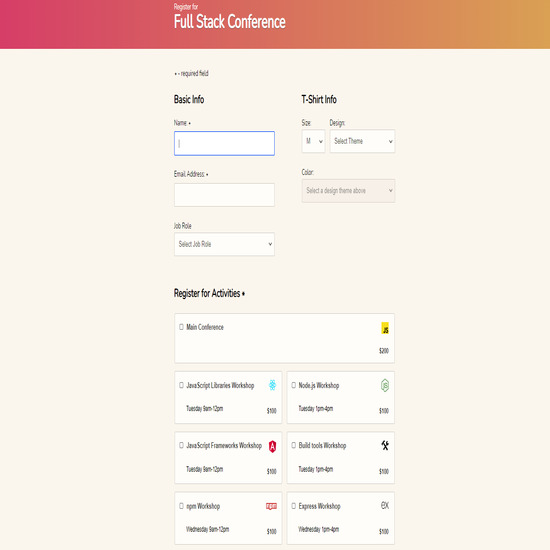 Register for
Full Stack Conference
* - required field
Basic Info
Name: *
Email Address: *
Job Role
Select Job Role
T-Shirt Info
Size:
Design:
M
Select Theme
Color:
Select a design theme above
Register for Activities *
Main Conference
JS
$200
JavaScript Libraries Workshop
Tuesday 9am-12pm
$100
Node.js Workshop
JS
Tuesday 1pm-4pm
$100
JavaScript Frameworks Workshop
A
Tuesday 9am-12pm
$100
Build tools Workshop
Tuesday 1pm-4pm
$100
npm Workshop
npm
Wednesday 9am-12pm
$100
Express Workshop
ex
Wednesday 1pm-4pm
$100